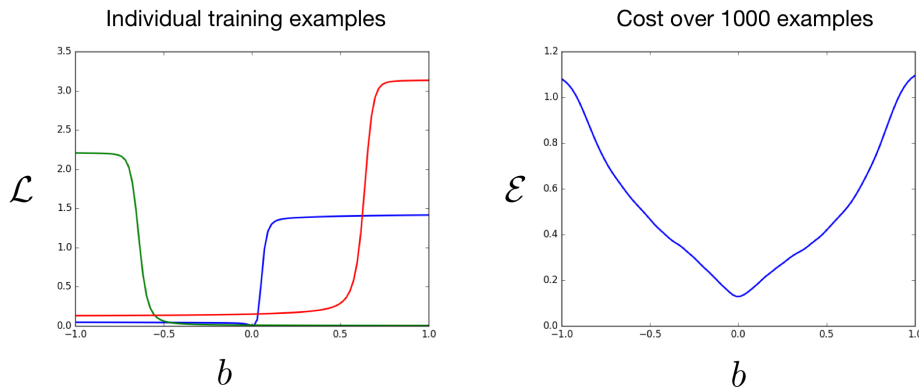 Individual training examples
3.5
3.0
2.5
2.0
1.5
1.0
0.5
0.0
−1.0 −0.5 0.0 0.5 1.0
ℒ
b
Cost over 1000 examples
1.2
1.0
0.8
0.6
0.4
0.2
0.0
−1.0 −0.5 0.0 0.5 1.0
ℰ
b